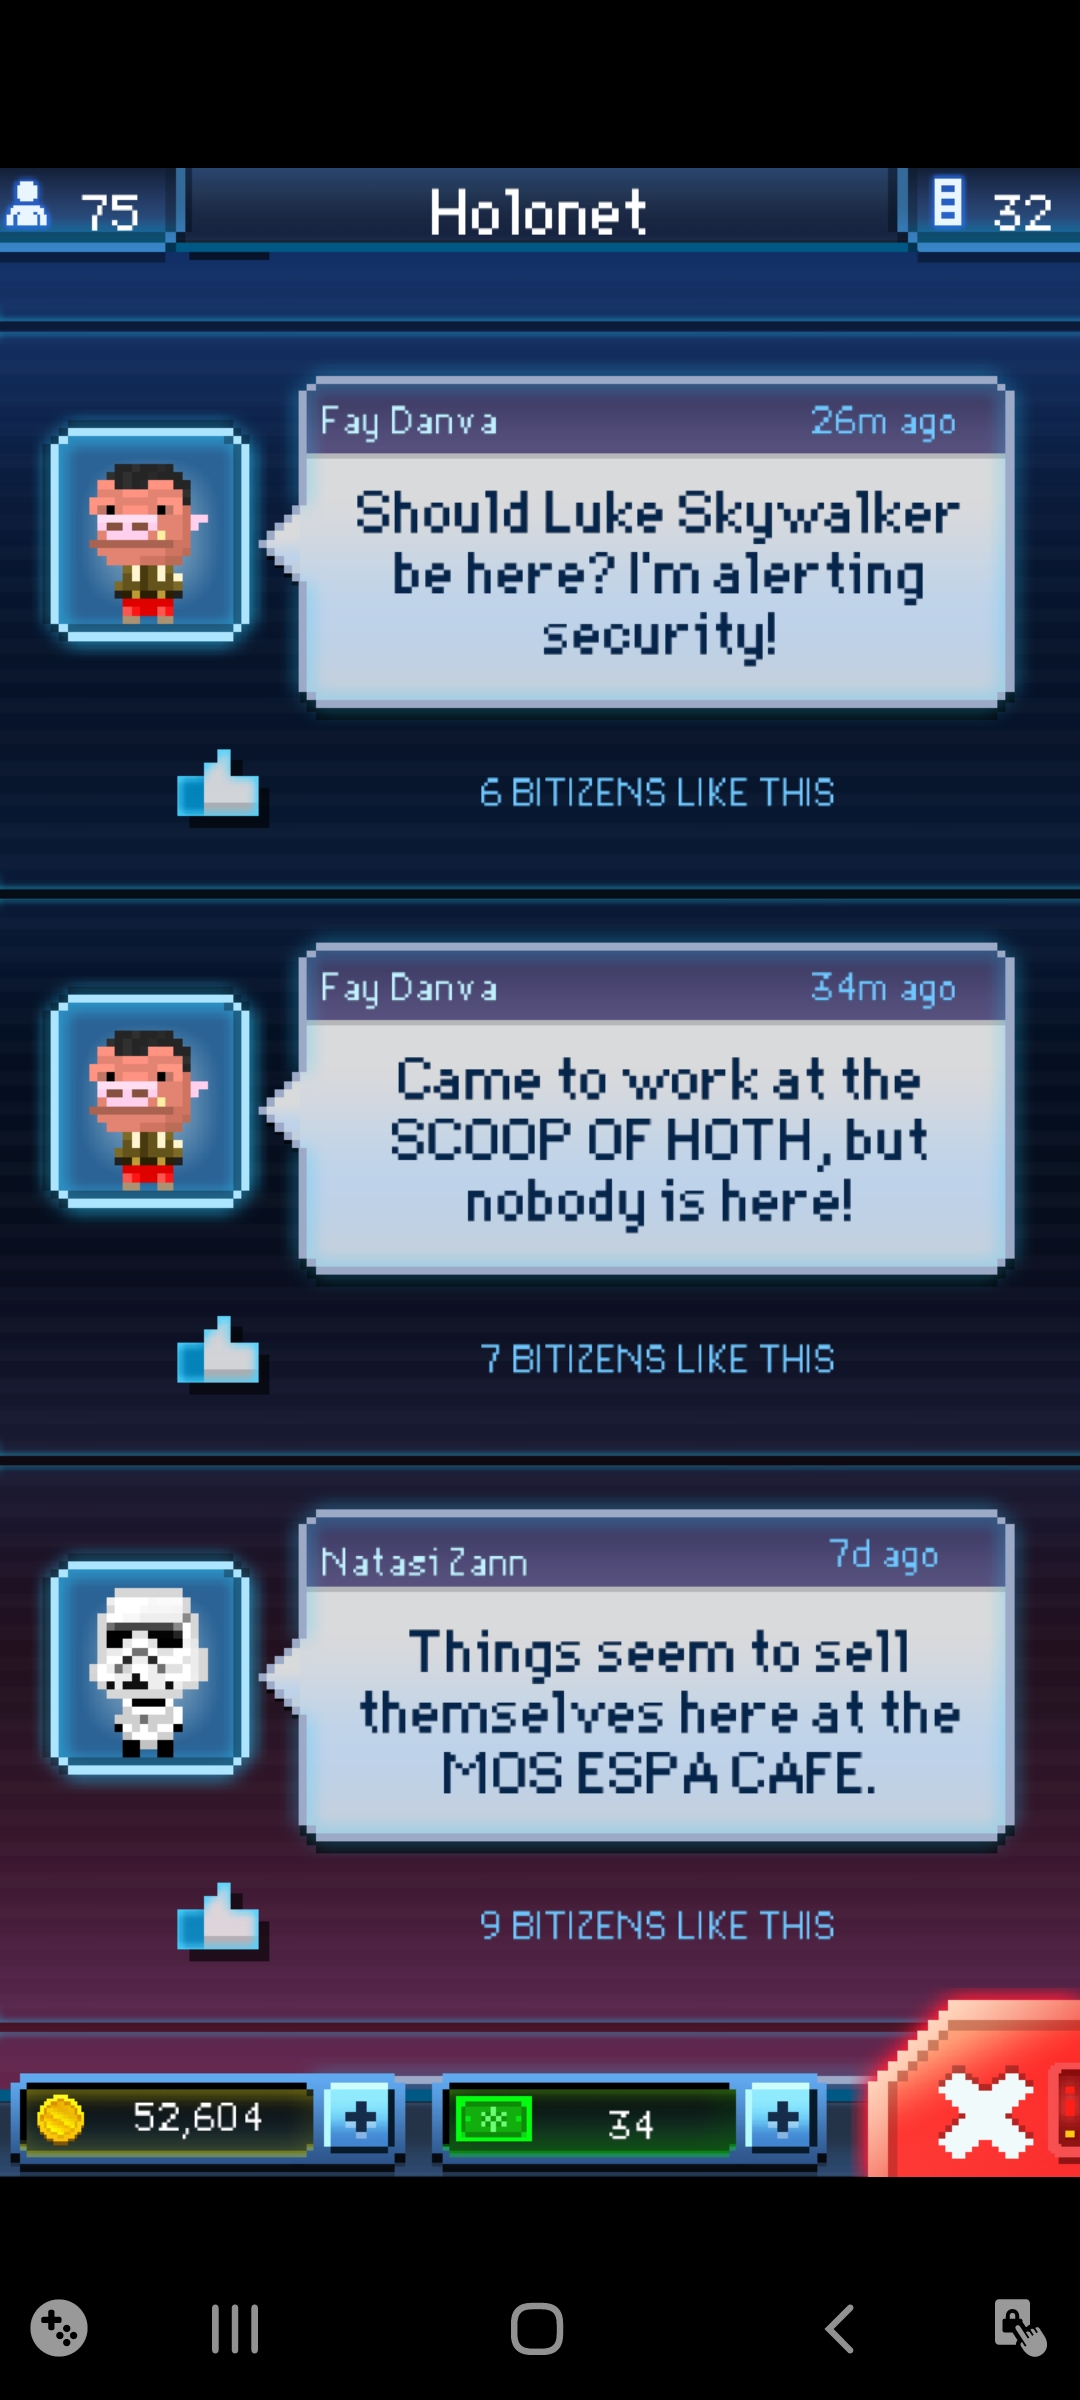 75
Holonet
32
Fay Danva
26m ago
Should Luke Skywalker
be here? I'm alerting
security!
6 BITIZENS LIKE THIS
Fay Danva
34m ago
Came to work at the
SCOOP OF HOTH, but
nobody is here!
7 BITIZENS LIKE THIS
Natasi Zann
7d ago
Things seem to sell
themselves here at the
MOS ESPA CAFE.
9 BITIZENS LIKE THIS
52,604
34